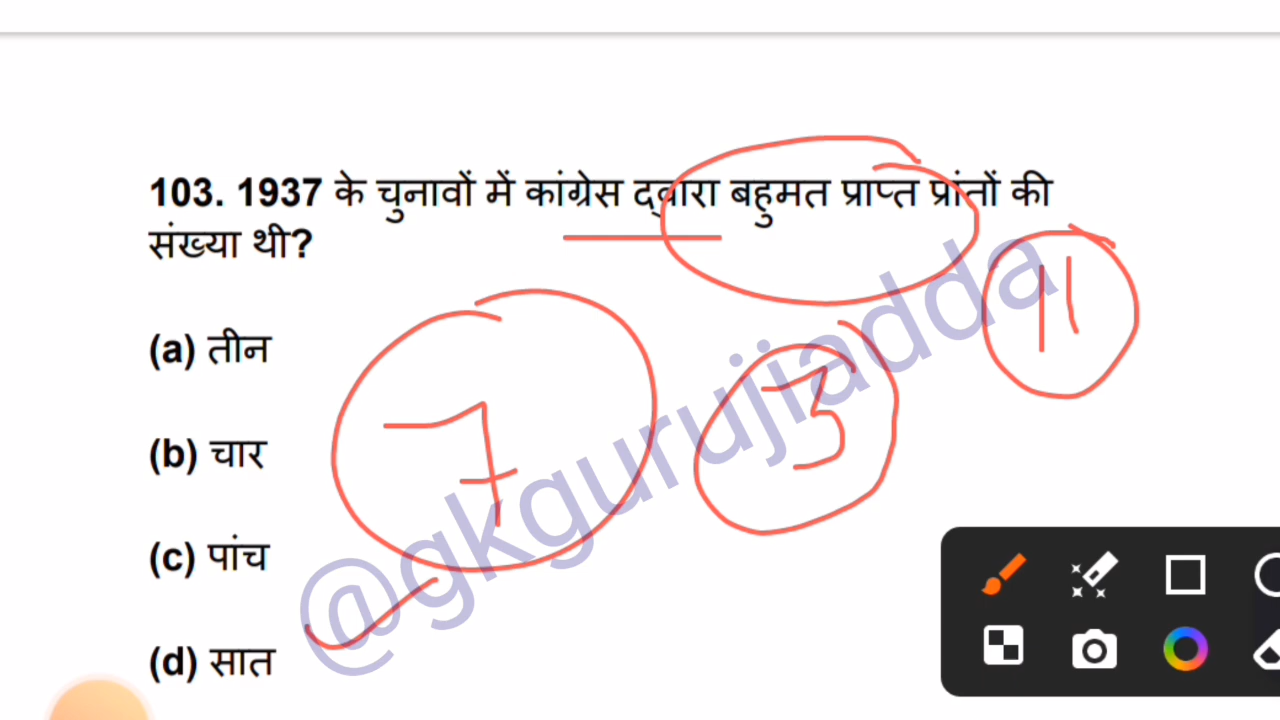 103. 1937 के चुनावों में कांग्रेस द्वारा बहुमत प्राप्त प्रांतों की
संख्या थी?
11
(a) तीन
7
3
(b) चार
(c) पांच
(d) सात
@gkgurujiadda